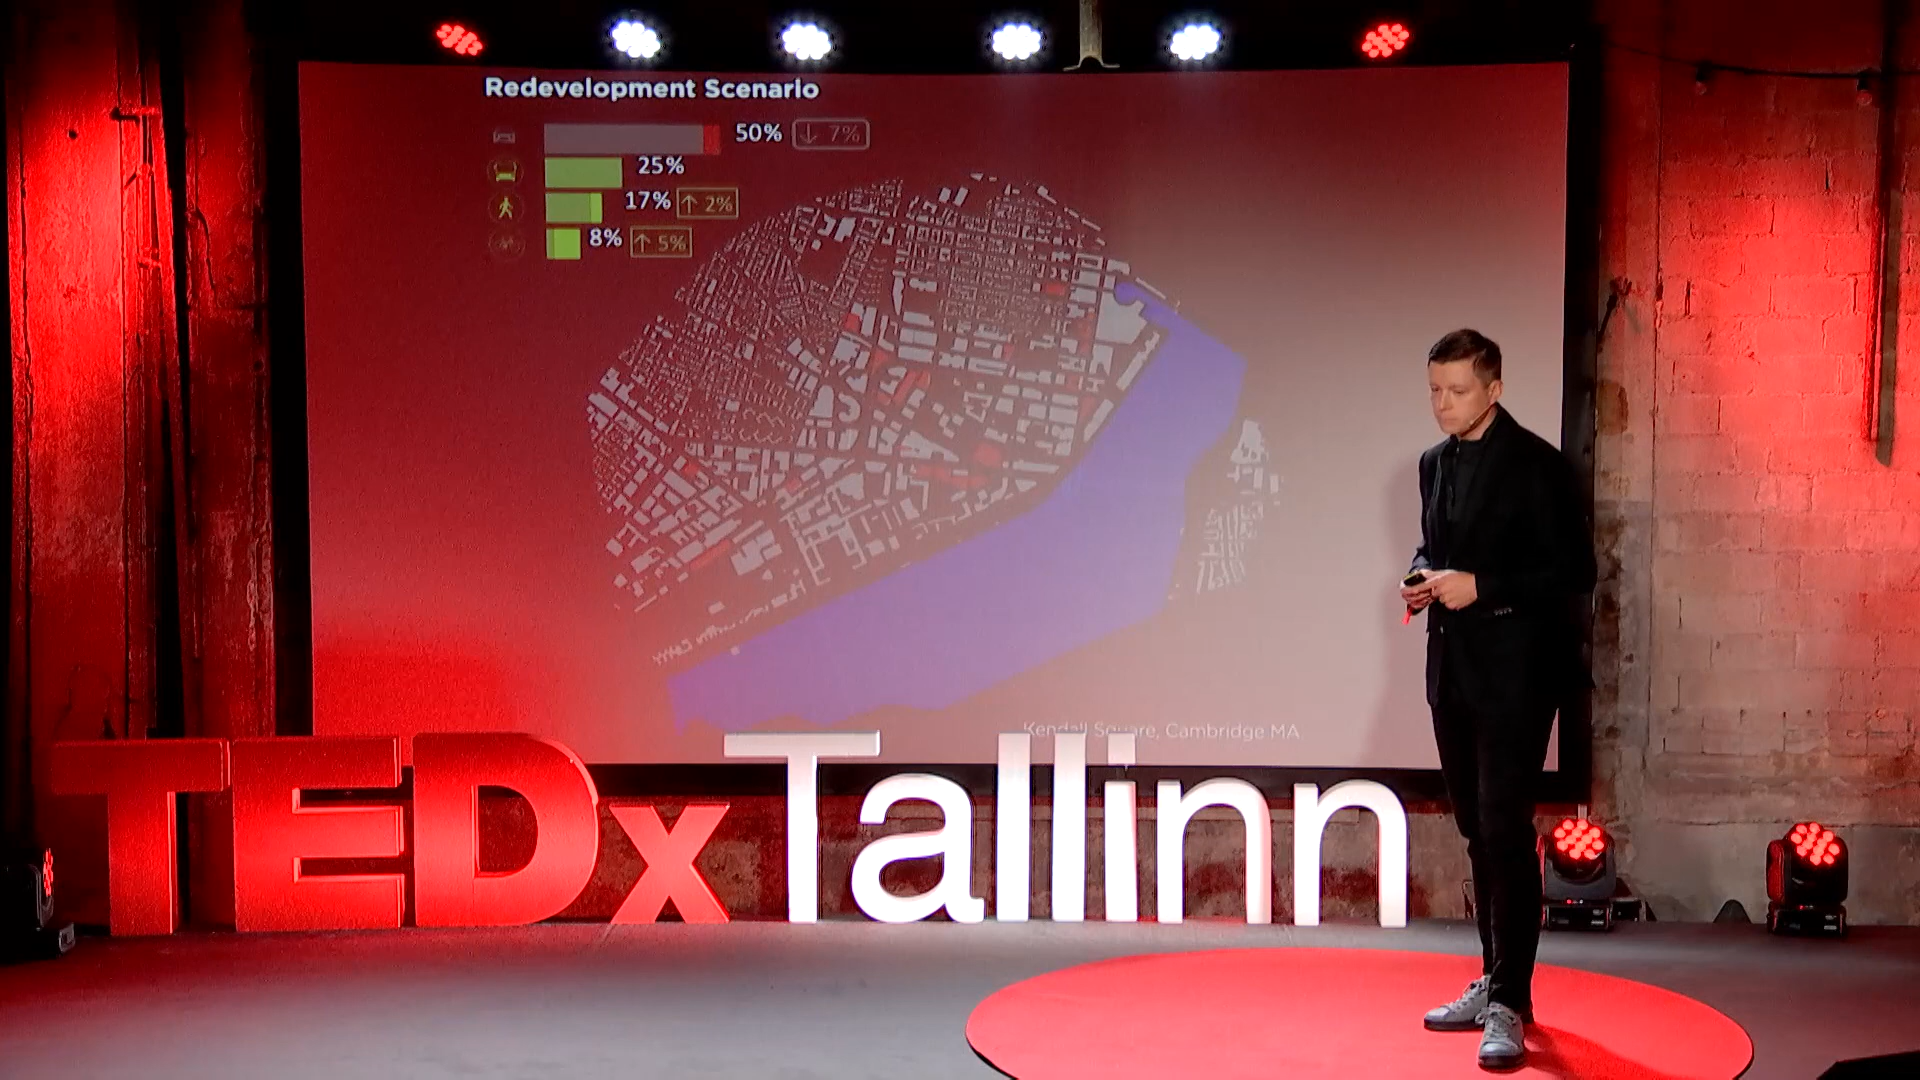 Redevelopment Scenario
50% ↓ 7%
25%
17% ↑ 2%
8% ↑ 5%
Kendall Square, Cambridge MA
TEDxTallinn